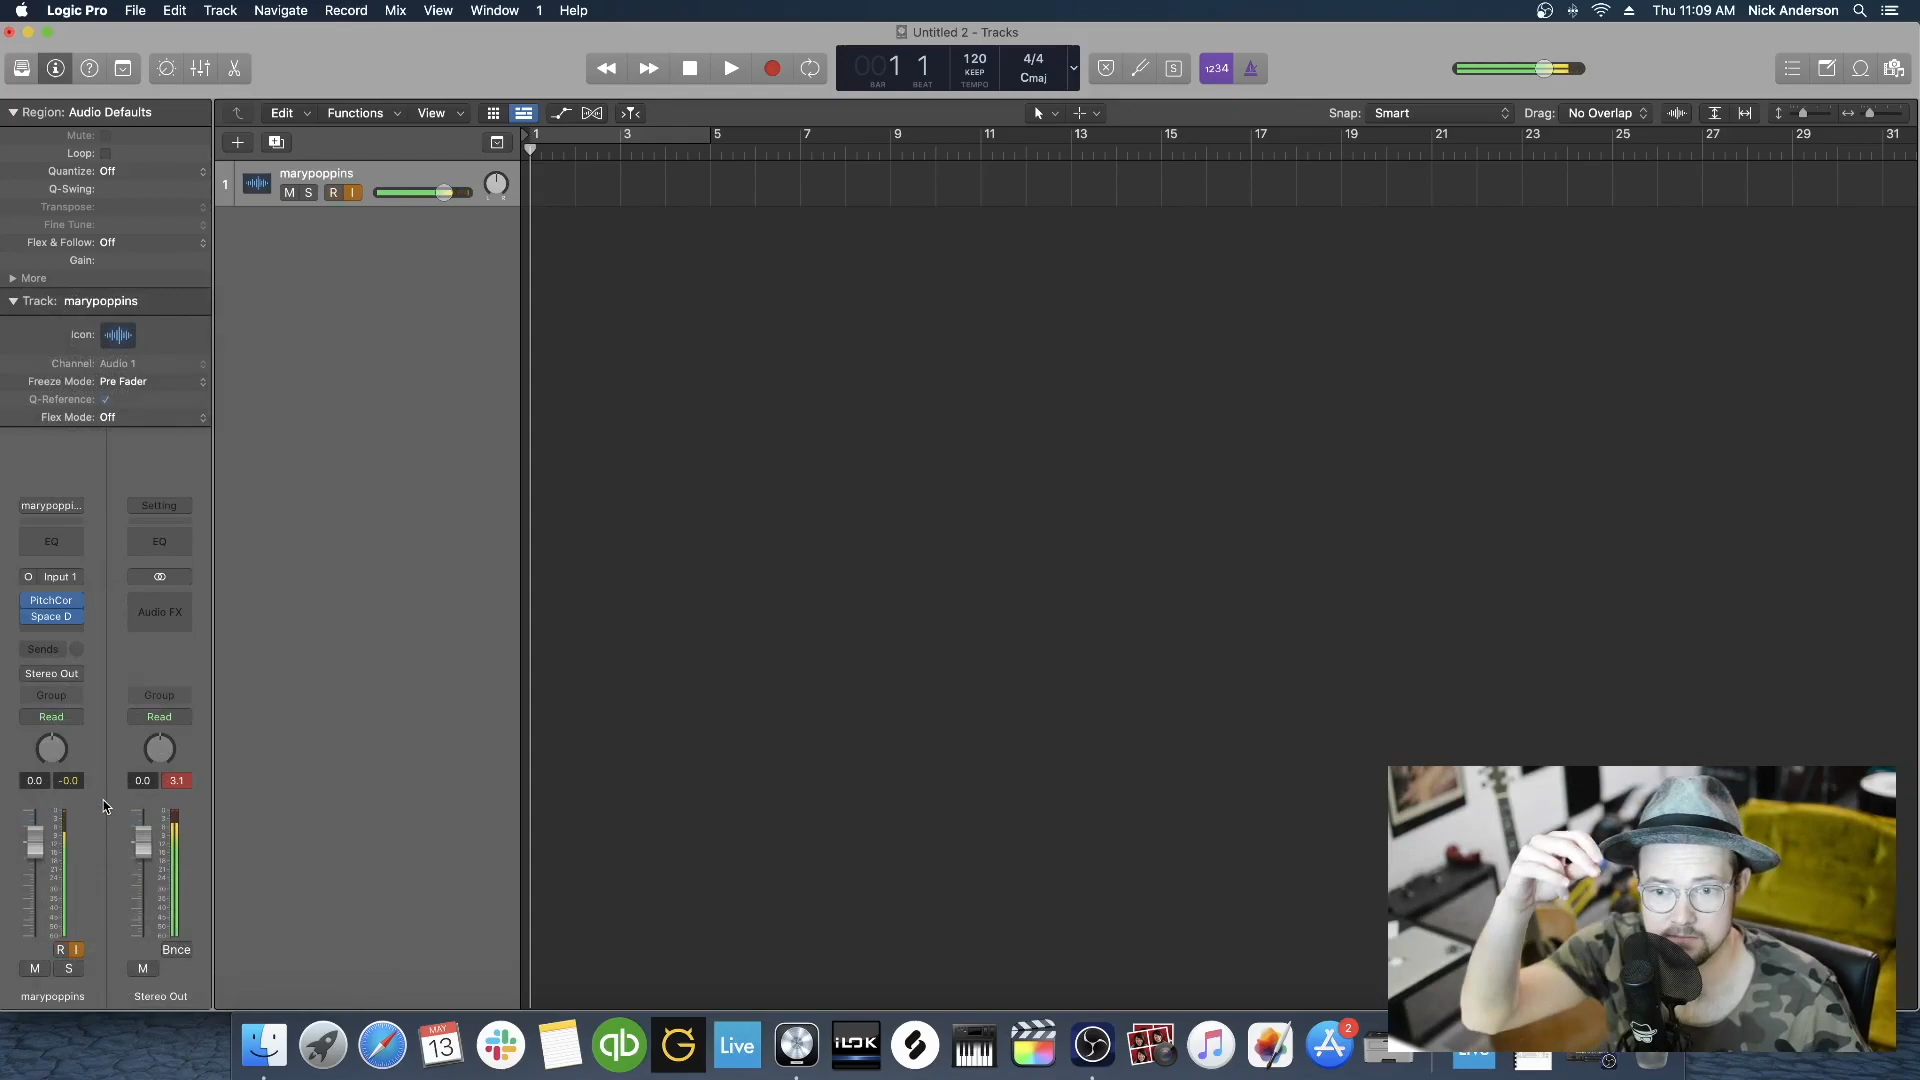 Logic Pro File Edit Track Navigate Record Mix View Window 1 Help Thu 11:09 AM Nick Anderson
Untitled 2 - Tracks
001 1 120 4/4
KEEP Cmaj
BAR BEAT TEMPO
S 1234
Region: Audio Defaults
Edit Functions View
Snap: Smart Drag: No Overlap
1 3 5 7 9 11 13 15 17 19 21 23 25 27 29 31
Mute:
Loop:
Quantize: Off
Q-Swing:
Transpose:
Fine Tune:
Flex & Follow: Off
Gain:
More
1 marypoppins
M S R I
L R
Track: marypoppins
Icon:
Channel: Audio 1
Freeze Mode: Pre Fader
Q-Reference:
Flex Mode: Off
marypoppi... Setting
EQ EQ
Input 1
PitchCor
Space D
Audio FX
Sends
Stereo Out
Group Group
Read Read
0.0 -0.0 0.0 3.1
R I Bnce
M S M
marypoppins Stereo Out
MAY
13
qb
Live
iLOK
2
Live